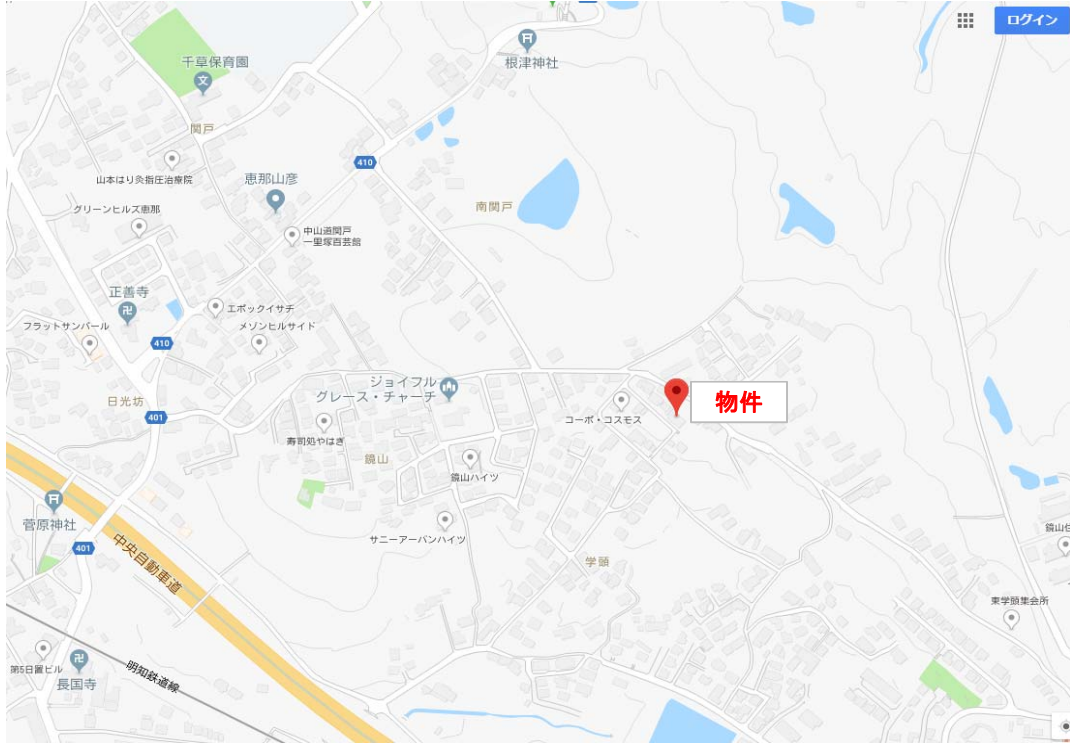 ログイン
根津神社
千草保育園
関戸
410
山本はり灸指圧治療院
恵那山彦
グリーンヒルズ恵那
中山道関戸
一里塚百芸館
南関戸
正善寺
エポックイサチ
フラットサンパール
メゾンヒルサイド
410
ジョイフル
グレース・チャーチ
日光坊
401
物件
コーポ・コスモス
寿司処やはぎ
鏡山
鏡山ハイツ
菅原神社
サニーアーバンハイツ
401
中央自動車道
学頭
東学頭集会所
第5日置ビル
長国寺
明知鉄道線